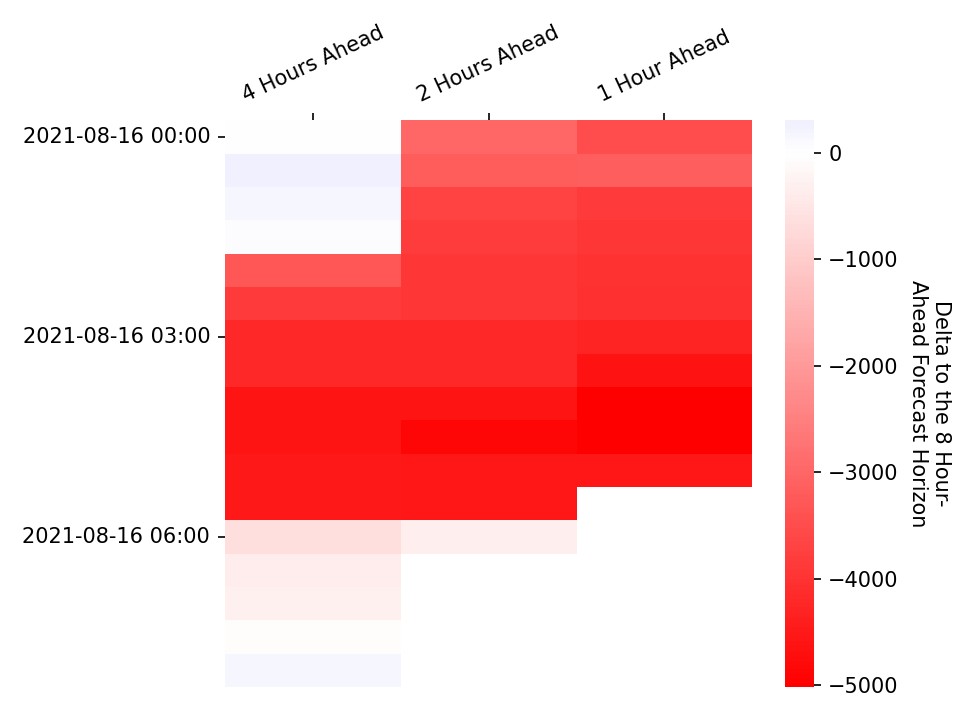 4 Hours Ahead
2 Hours Ahead
1 Hour Ahead
2021-08-16 00:00
2021-08-16 03:00
2021-08-16 06:00
0
−1000
−2000
−3000
−4000
−5000
Delta to the 8 Hour-
Ahead Forecast Horizon